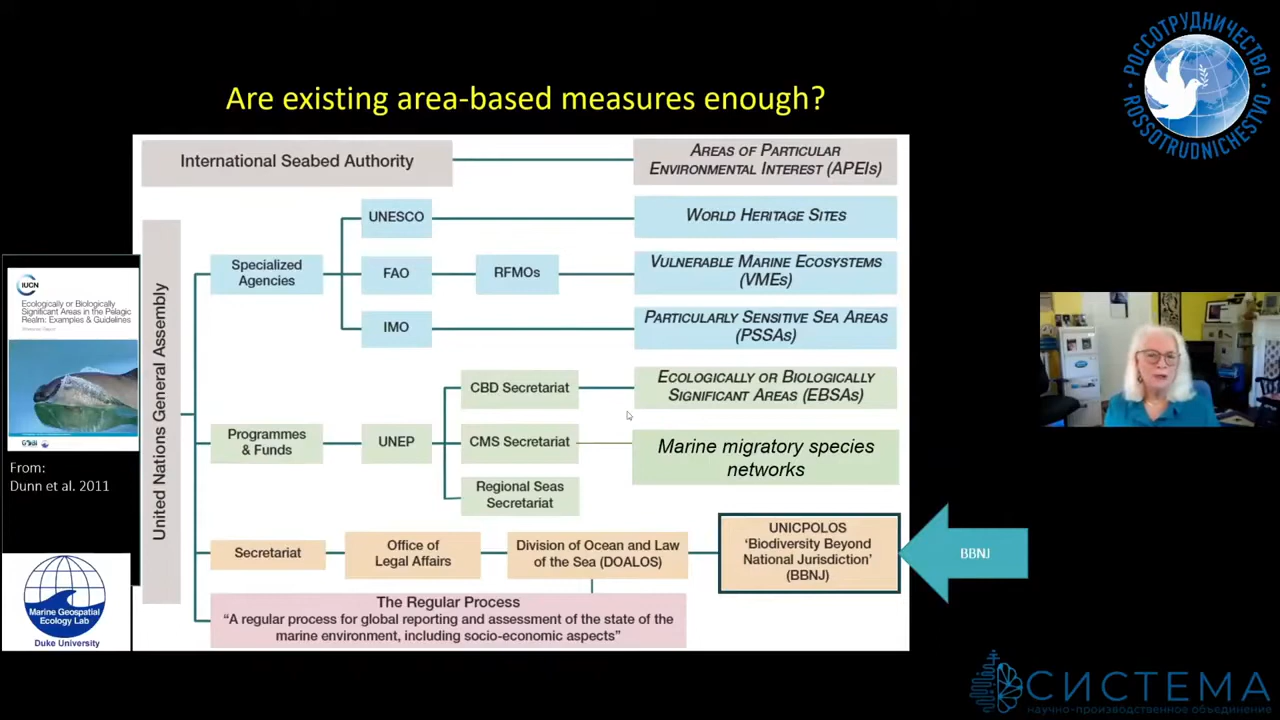 Are existing area-based measures enough?
РОССОТРУДНИЧЕСТВО
ROSSOTRUDNICHESTVO
International Seabed Authority
AREAS OF PARTICULAR
ENVIRONMENTAL INTEREST (APEIs)
United Nations General Assembly
Specialized
Agencies
UNESCO
WORLD HERITAGE SITES
FAO
RFMOs
VULNERABLE MARINE ECOSYSTEMS
(VMEs)
IMO
PARTICULARLY SENSITIVE SEA AREAS
(PSSAs)
Programmes
& Funds
UNEP
CBD Secretariat
ECOLOGICALLY OR BIOLOGICALLY
SIGNIFICANT AREAS (EBSAs)
CMS Secretariat
Marine migratory species
networks
Regional Seas
Secretariat
Secretariat
Office of
Legal Affairs
Division of Ocean and Law
of the Sea (DOALOS)
UNICPOLOS
‘Biodiversity Beyond
National Jurisdiction’
(BBNJ)
BBNJ
The Regular Process
“A regular process for global reporting and assessment of the state of the
marine environment, including socio-economic aspects”
IUCN
Ecologically or Biologically
Significant Areas in the Pelagic
Realm: Examples & Guidelines
From:
Dunn et al. 2011
Marine Geospatial
Ecology Lab
Duke University
СИСТЕМА
научно-производственное объединение